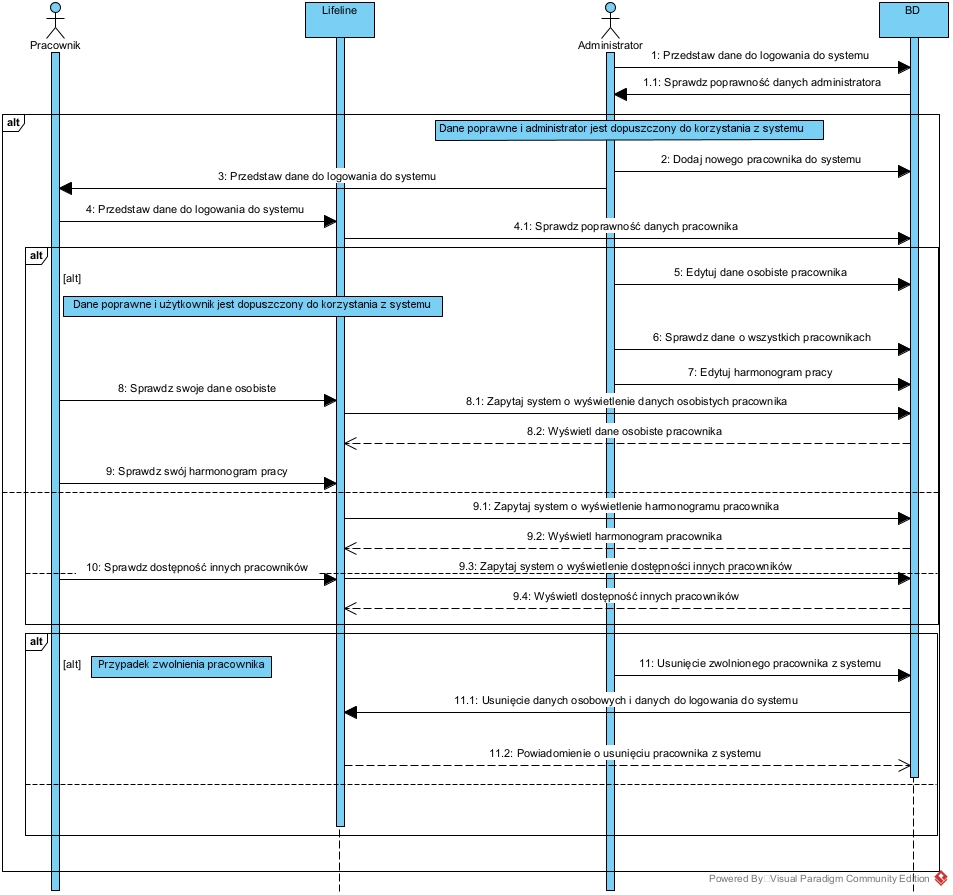 Lifeline
BD
Pracownik
Administrator
1: Przedstaw dane do logowania do systemu
1.1: Sprawdz poprawność danych administratora
alt
Dane poprawne i administrator jest dopuszczony do korzystania z systemu
2: Dodaj nowego pracownika do systemu
3: Przedstaw dane do logowania do systemu
4: Przedstaw dane do logowania do systemu
4.1: Sprawdz poprawność danych pracownika
alt
[alt]
5: Edytuj dane osobiste pracownika
Dane poprawne i użytkownik jest dopuszczony do korzystania z systemu
6: Sprawdz dane o wszystkich pracownikach
7: Edytuj harmonogram pracy
8: Sprawdz swoje dane osobiste
8.1: Zapytaj system o wyświetlenie danych osobistych pracownika
8.2: Wyświetl dane osobiste pracownika
9: Sprawdz swój harmonogram pracy
9.1: Zapytaj system o wyświetlenie harmonogramu pracownika
9.2: Wyświetl harmonogram pracownika
10: Sprawdz dostępność innych pracowników
9.3: Zapytaj system o wyświetlenie dostępności innych pracowników
9.4: Wyświetl dostępność innych pracowników
alt
[alt]
Przypadek zwolnienia pracownika
11: Usunięcie zwolnionego pracownika z systemu
11.1: Usunięcie danych osobowych i danych do logowania do systemu
11.2: Powiadomienie o usunięciu pracownika z systemu
Powered By Visual Paradigm Community Edition